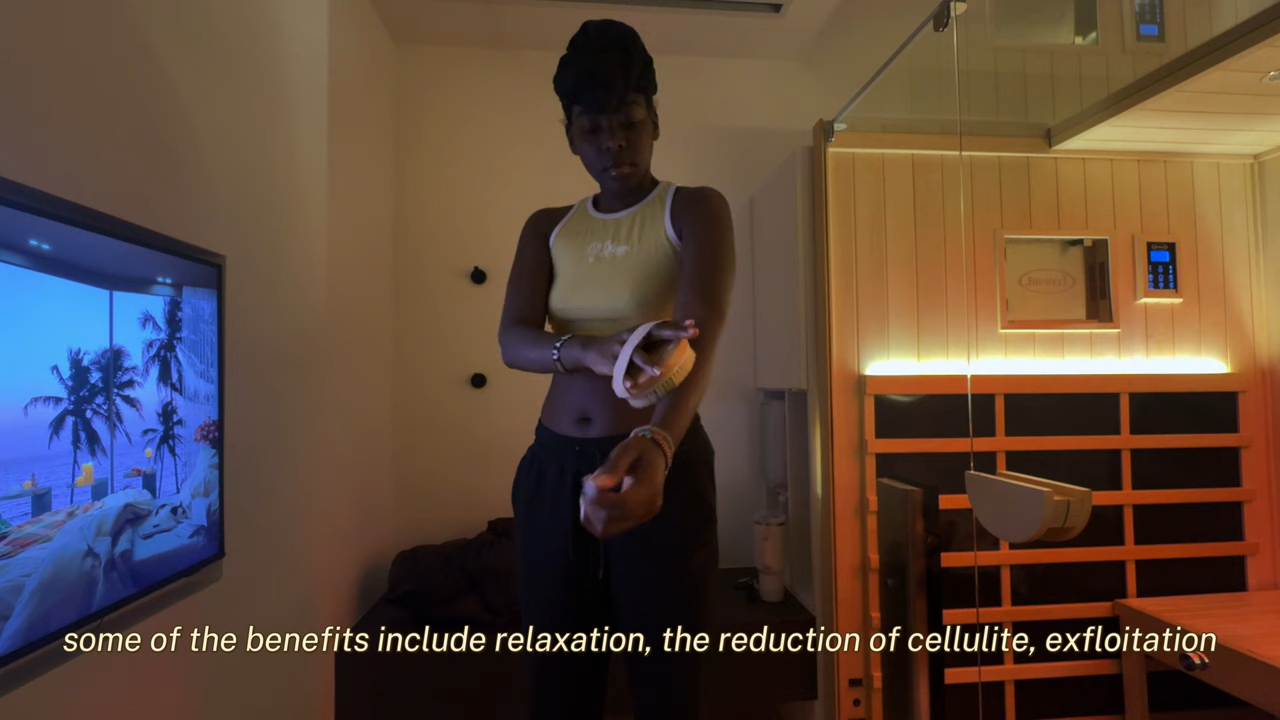 some of the benefits include relaxation, the reduction of cellulite, exfloitation